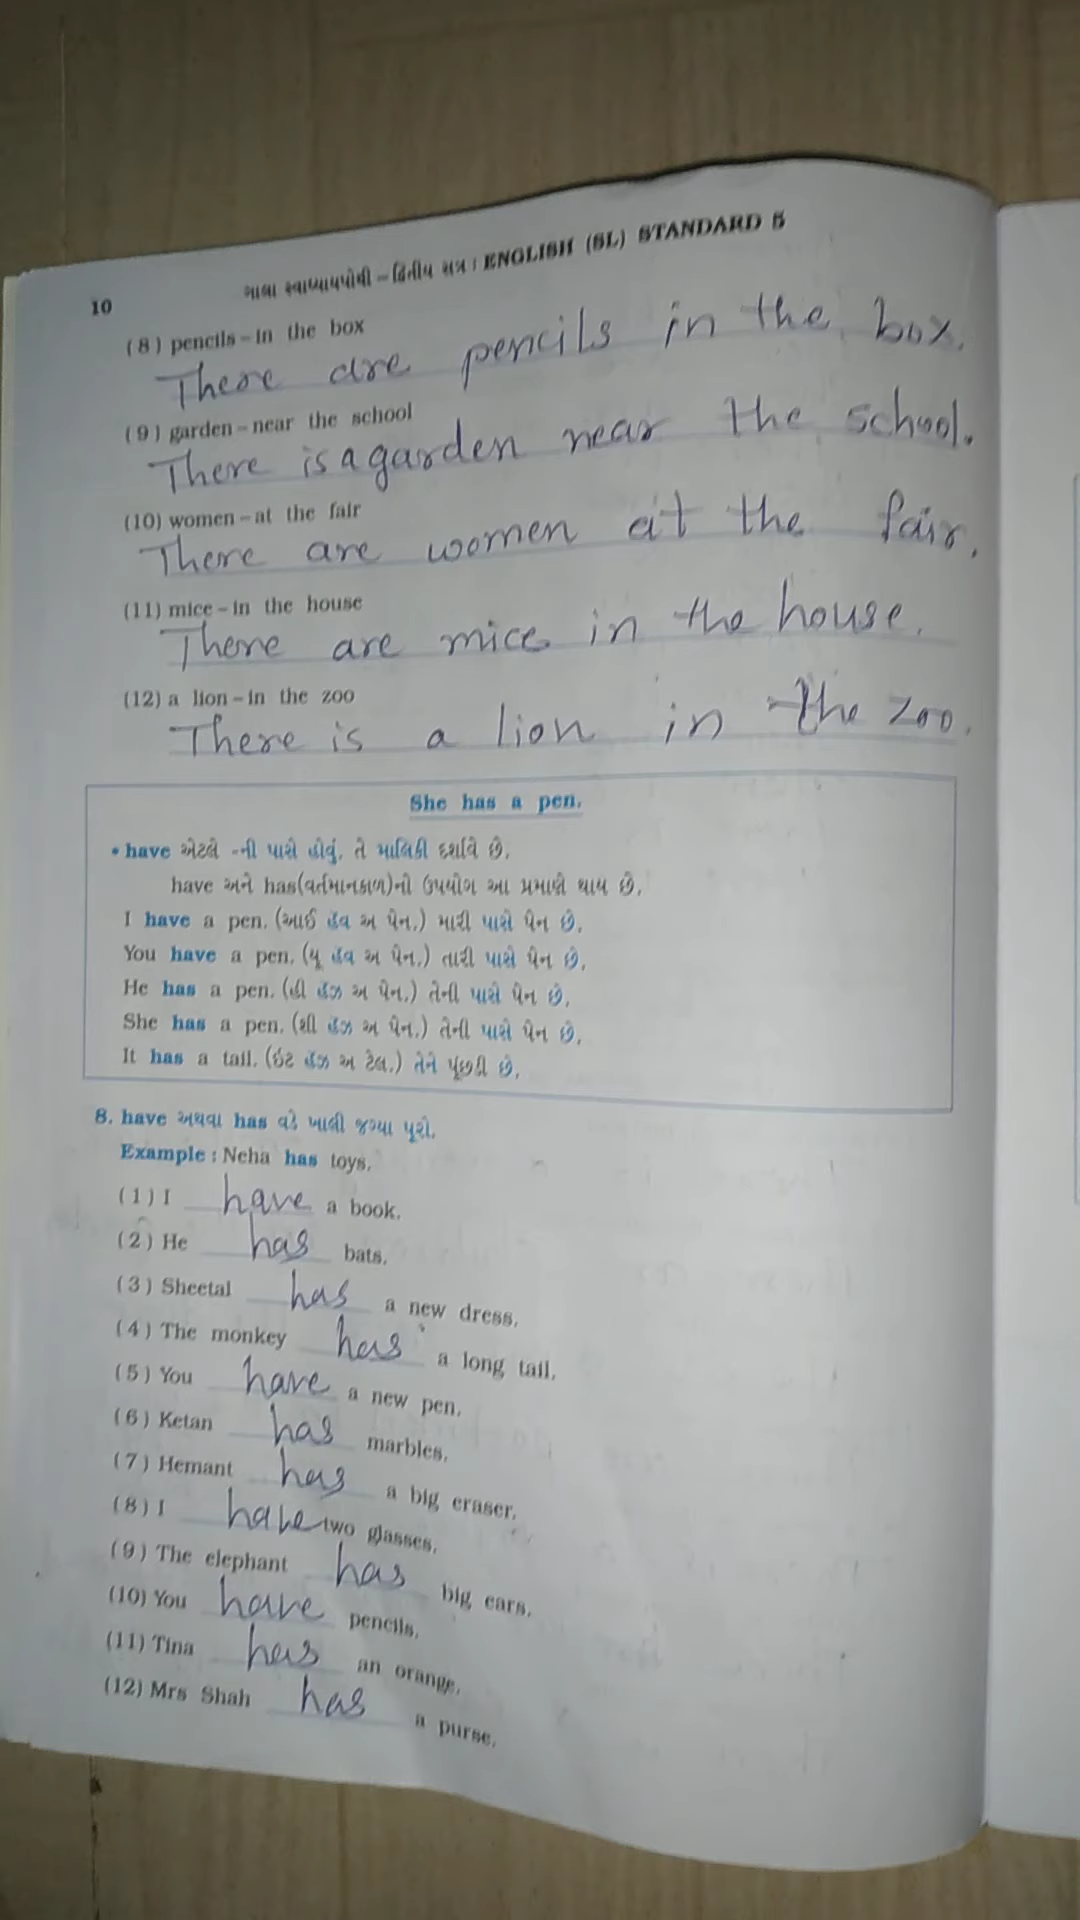 10
ગાલા સ્વાધ્યાયપોથી – દ્વિતીય સત્ર : ENGLISH (SL) STANDARD 5
(8) pencils – in the box
There are pencils in the box.
(9) garden – near the school
There is a garden near the school.
(10) women – at the fair
There are women at the fair.
(11) mice – in the house
There are mice in the house.
(12) a lion – in the zoo
There is a lion in the zoo.
She has a pen.
• have એટલે -ની પાસે હોવું. તે માલિકી દર્શાવે છે.
have અને has(વર્તમાનકાળ)નો ઉપયોગ આ પ્રમાણે થાય છે.
I have a pen. (આઈ હૅવ અ પેન.) મારી પાસે પેન છે.
You have a pen. (યૂ હૅવ અ પેન.) તારી પાસે પેન છે.
He has a pen. (હી હૅઝ અ પેન.) તેની પાસે પેન છે.
She has a pen. (શી હૅઝ અ પેન.) તેની પાસે પેન છે.
It has a tail. (ઇટ હૅઝ અ ટેલ.) તેને પૂંછડી છે.
8. have અથવા has વડે ખાલી જગ્યા પૂરો.
Example : Neha has toys.
(1) I have a book.
(2) He has bats.
(3) Sheetal has a new dress.
(4) The monkey has a long tail.
(5) You have a new pen.
(6) Ketan has marbles.
(7) Hemant has a big eraser.
(8) I have two glasses.
(9) The elephant has big ears.
(10) You have pencils.
(11) Tina has an orange.
(12) Mrs Shah has a purse.